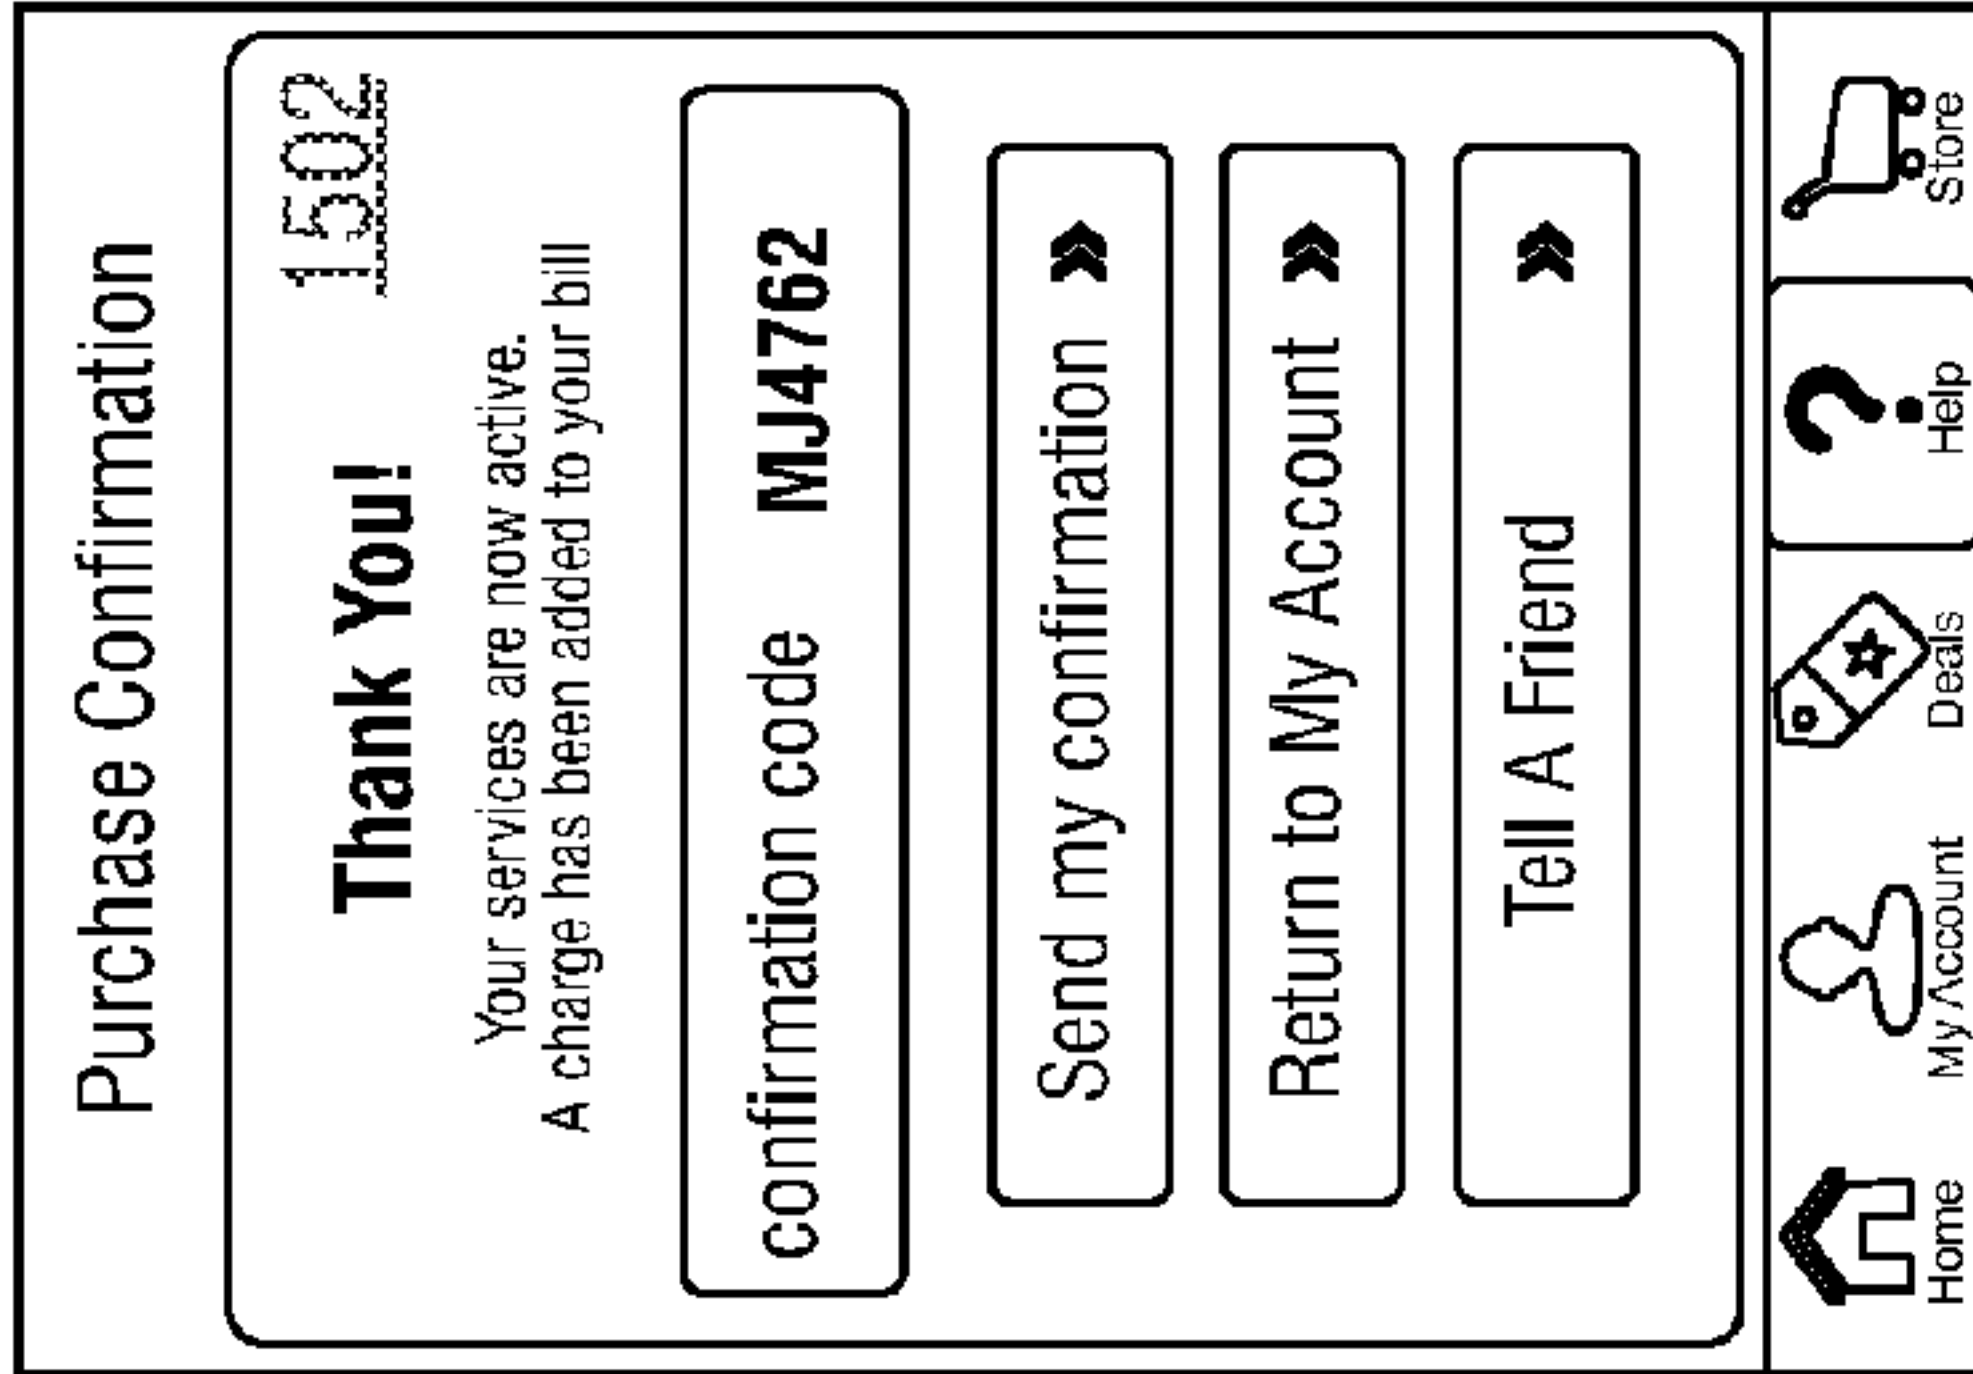 Purchase Confirmation
1502
Thank You!
Your services are now active.
A charge has been added to your bill
confirmation code MJ4762
Send my confirmation »
Return to My Account »
Tell A Friend »
Home My Account Deals Help Store